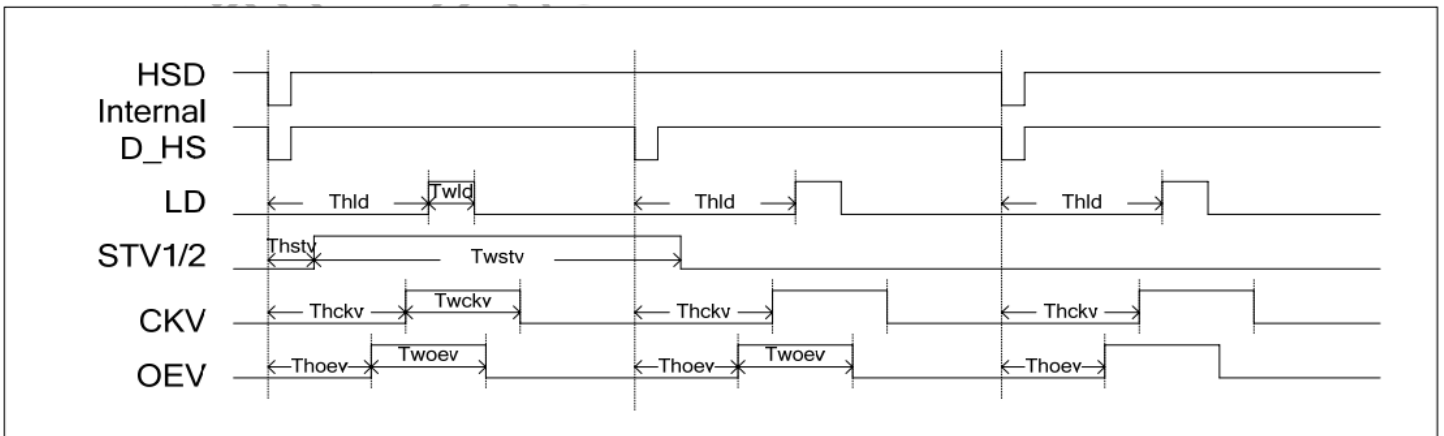 HSD
Internal
D_HS
LD Thld Twld Thld Thld
STV1/2 Thstv Twstv
CKV Thckv Twckv Thckv Thckv
OEV Thoev Twoev Thoev Twoev Thoev